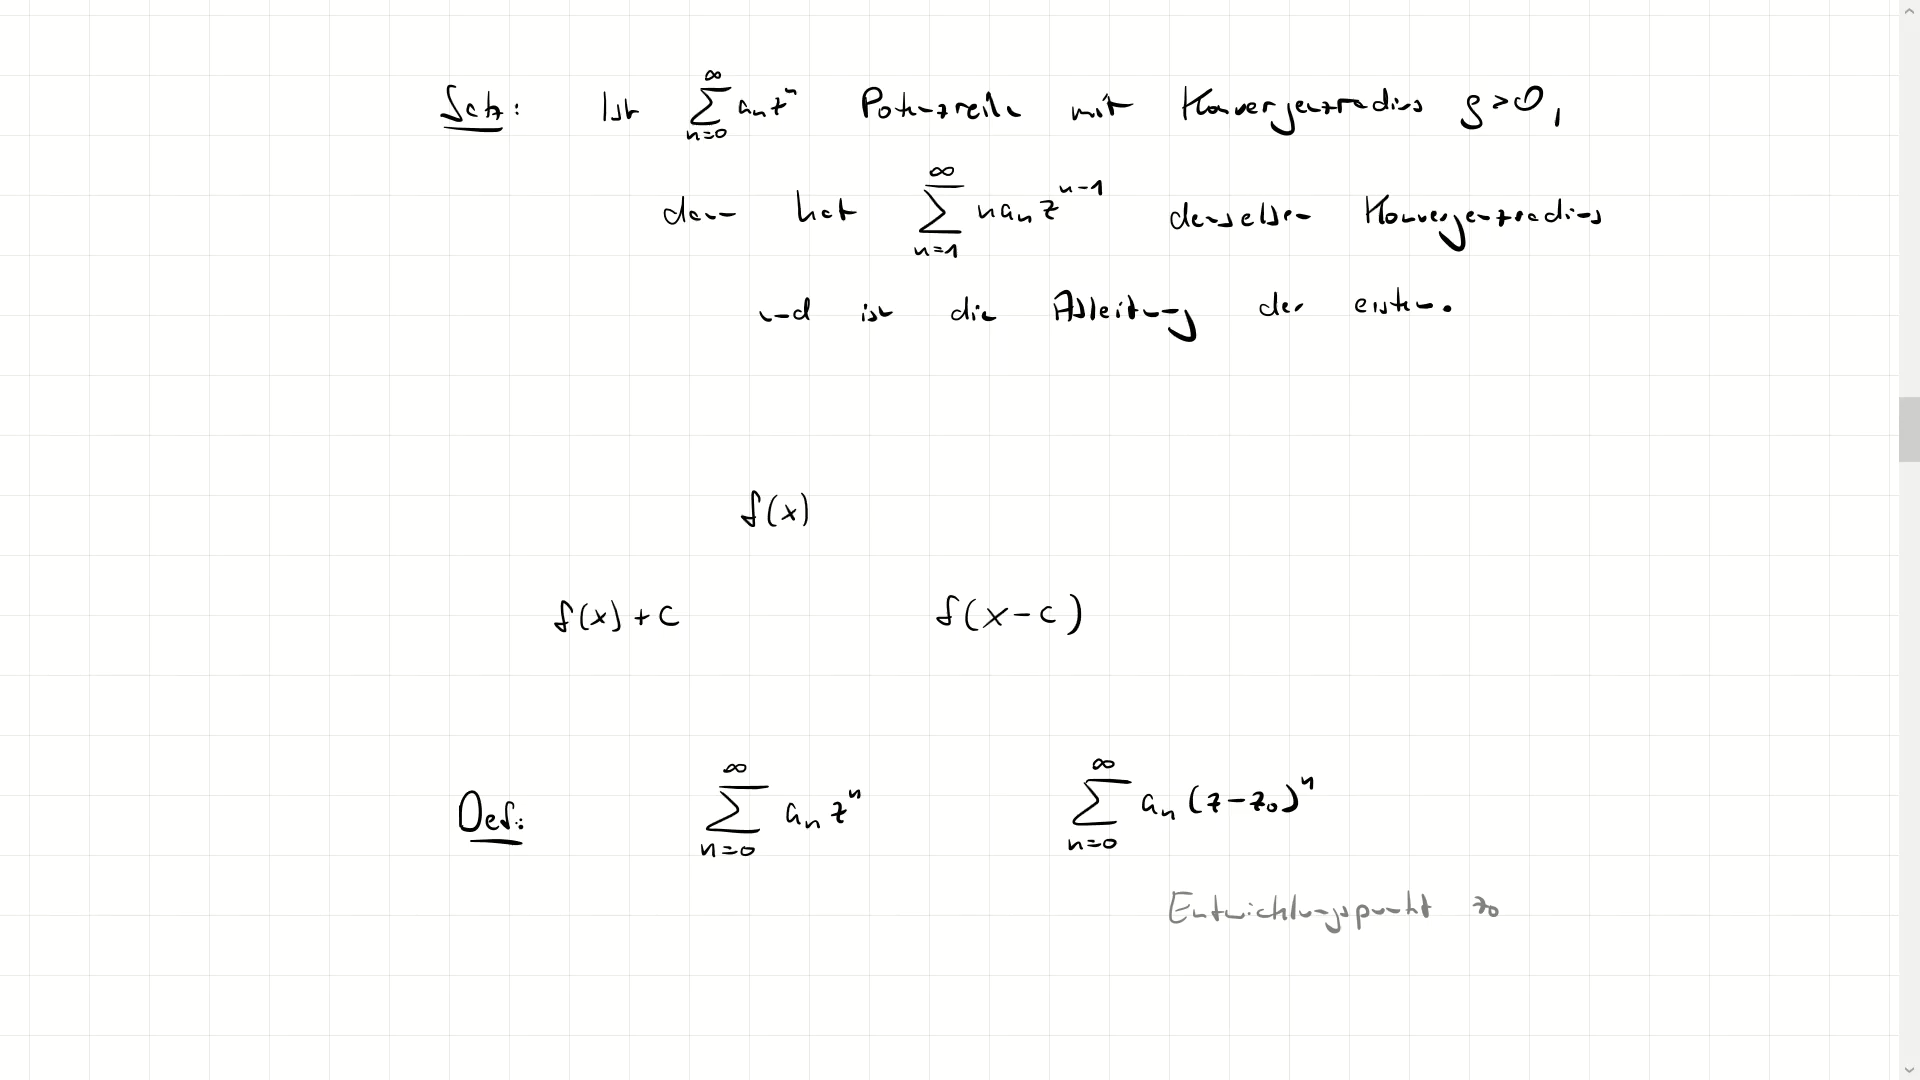 Satz: Ist ∑_{n=0}^{∞} a_n z^n Potenzreihe mit Konvergenzradius ρ>0,
dann hat ∑_{n=1}^{∞} n a_n z^{n-1} denselben Konvergenzradius
und ist die Ableitung der ersten.
f(x)
f(x)+c f(x-c)
Def.: ∑_{n=0}^{∞} a_n z^n ∑_{n=0}^{∞} a_n (z-z_0)^n
Entwicklungspunkt z_0